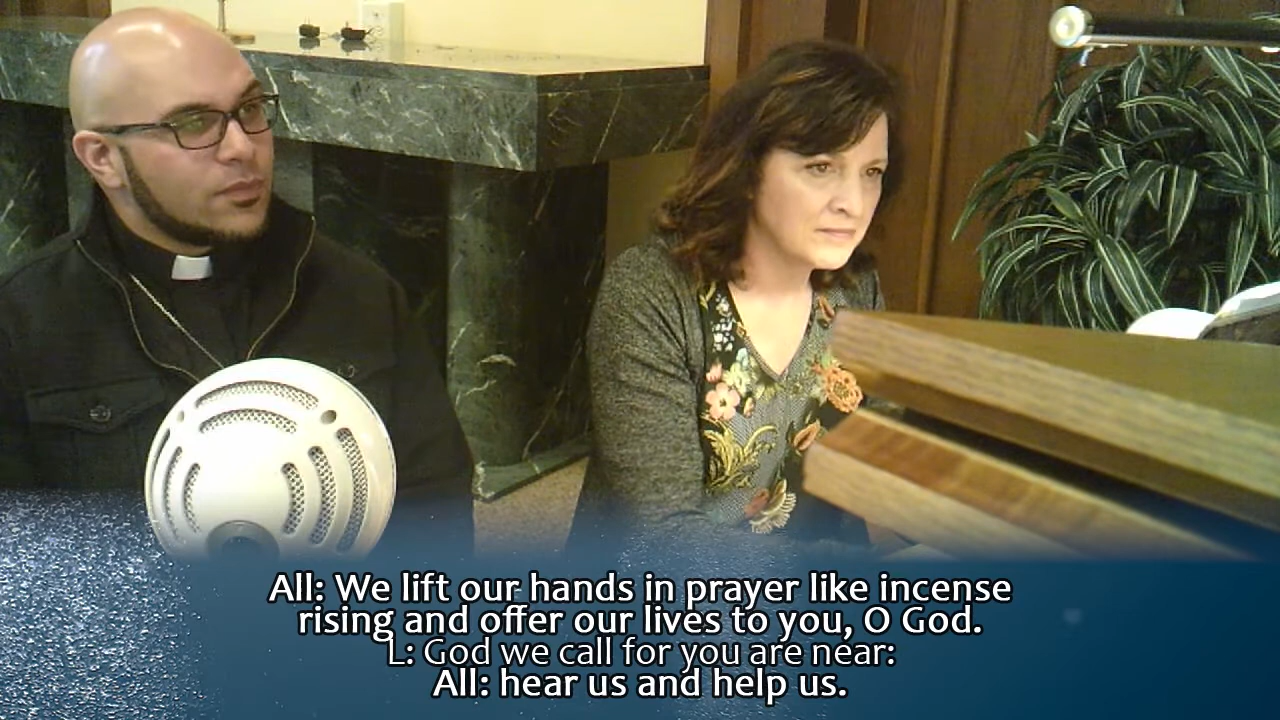 All: We lift our hands in prayer like incense
rising and offer our lives to you, O God.
L: God we call for you are near:
All: hear us and help us.